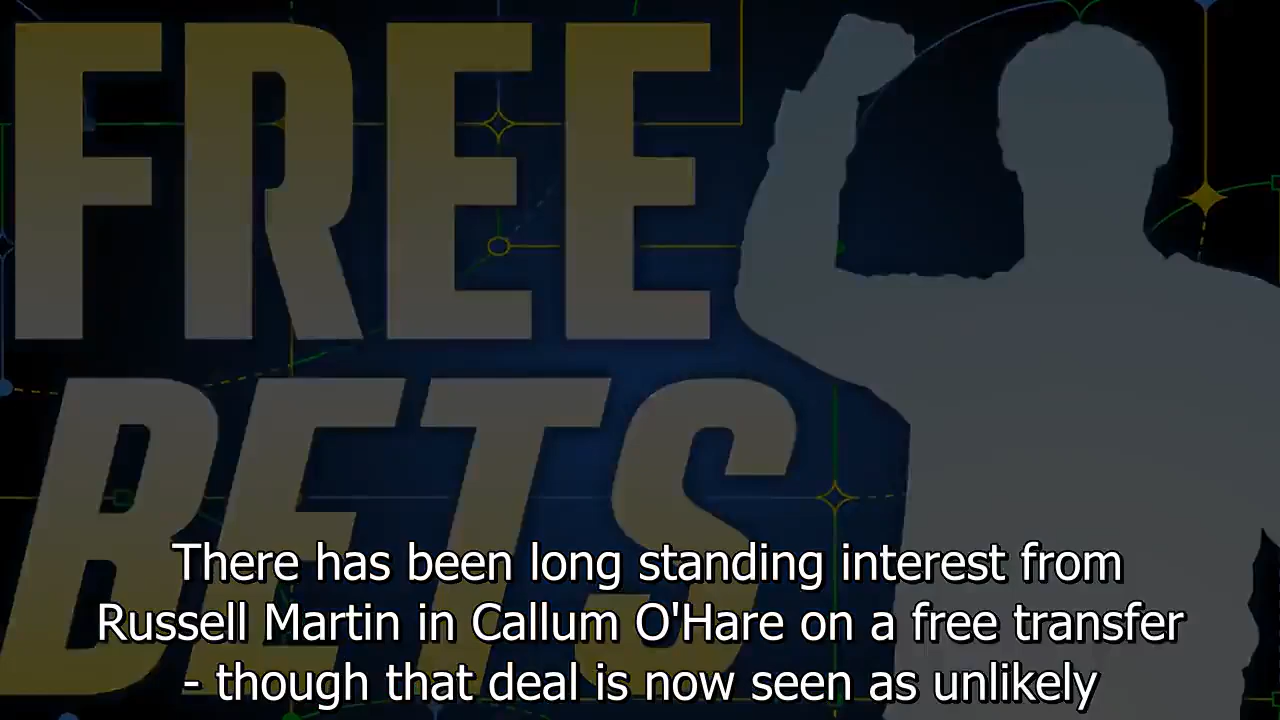 FREE
BETS
There has been long standing interest from
Russell Martin in Callum O'Hare on a free transfer
- though that deal is now seen as unlikely